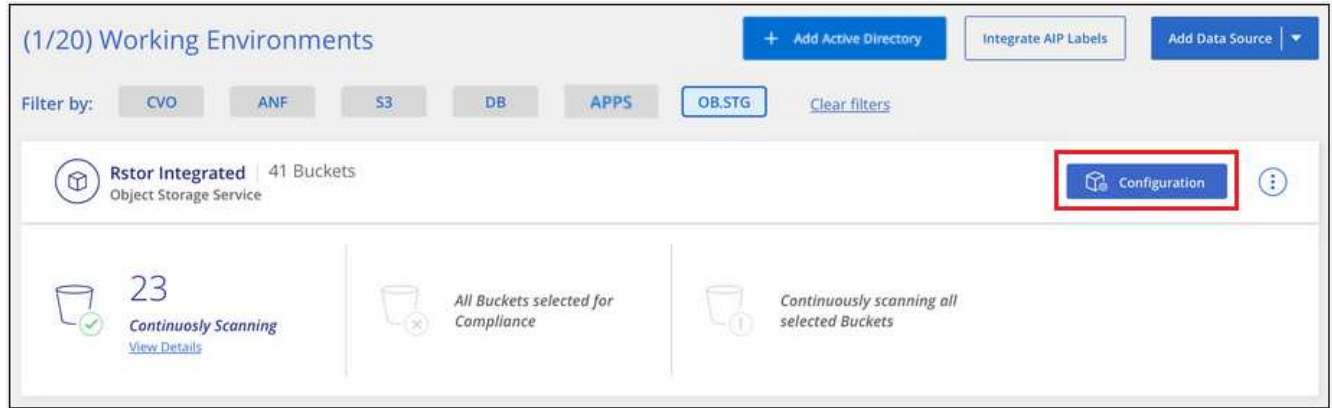 (1/20) Working Environments
+ Add Active Directory
Integrate AIP Labels
Add Data Source
Filter by: CVO ANF S3 DB APPS OB.STG Clear filters
Rstor Integrated | 41 Buckets
Object Storage Service
Configuration
23
Continuosly Scanning
View Details
All Buckets selected for
Compliance
Continuously scanning all
selected Buckets